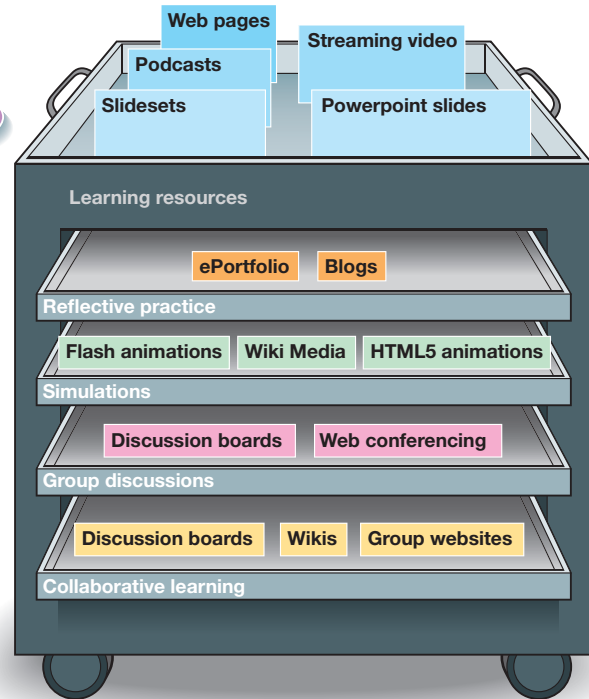 Web pages
Streaming video
Podcasts
Slidesets
Powerpoint slides
Learning resources
ePortfolio
Blogs
Reflective practice
Flash animations
Wiki Media
HTML5 animations
Simulations
Discussion boards
Web conferencing
Group discussions
Discussion boards
Wikis
Group websites
Collaborative learning